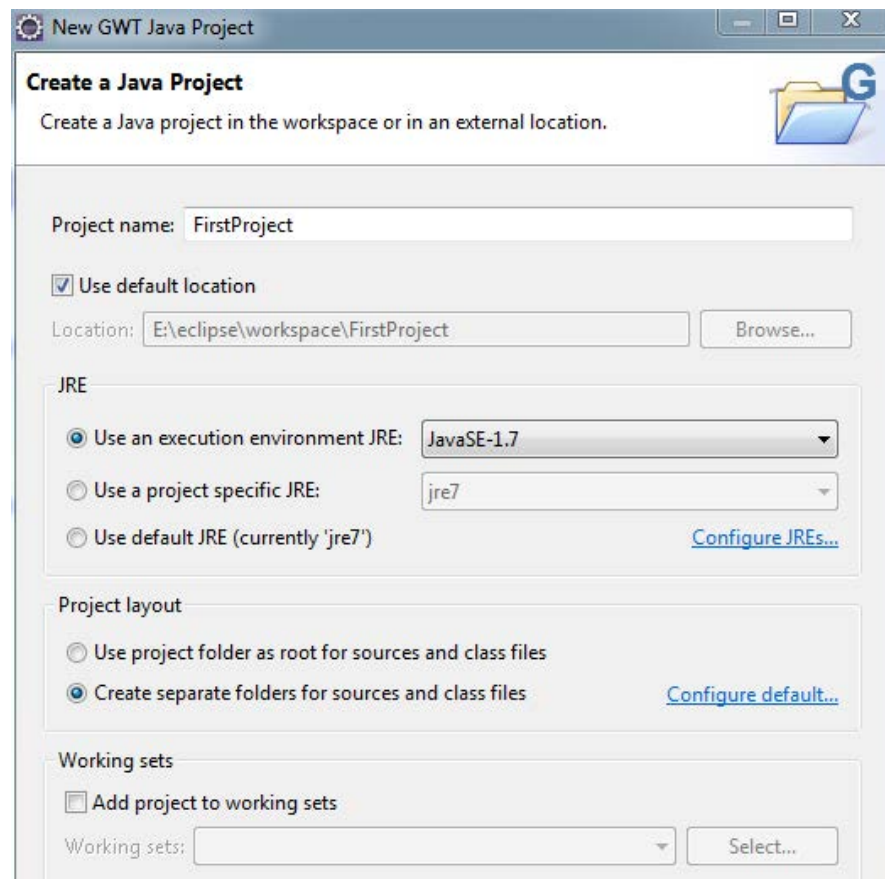 New GWT Java Project
Create a Java Project
G
Create a Java project in the workspace or in an external location.
Project name: FirstProject
Use default location
Location: E:\eclipse\workspace\FirstProject Browse...
JRE
Use an execution environment JRE: JavaSE-1.7
Use a project specific JRE: jre7
Use default JRE (currently 'jre7') Configure JREs...
Project layout
Use project folder as root for sources and class files
Create separate folders for sources and class files Configure default...
Working sets
Add project to working sets
Working sets: Select...